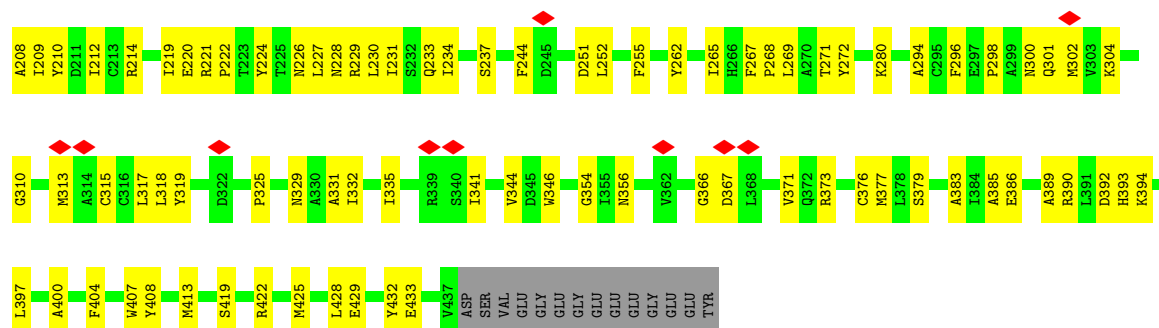 A208 I209 Y210 D211 I212 C213 R214 I219 E220 R221 P222 T223 Y224 T225 N226 L227 N228 R229 L230 I231 S232 Q233 I234 S237 F244 D245 D251 L252 F255 Y262 I265 H266 F267 P268 L269 A270 T271 Y272 K280 A294 C295 F296 E297 P298 A299 N300 Q301 M302 V303 K304
G310 M313 A314 C315 C316 L317 L318 Y319 D322 P325 N329 A330 A331 I332 I335 R339 S340 I341 V344 D345 W346 G354 I355 N356 V362 G366 D367 L368 V371 Q372 R373 C376 M377 L378 S379 A383 I384 A385 E386 A389 R390 L391 D392 H393 K394
L397 A400 F404 W407 Y408 M413 S419 R422 M425 L428 E429 Y432 E433 V437 ASP SER VAL GLU GLY GLU GLU GLY GLU GLU GLU GLY GLU GLU TYR